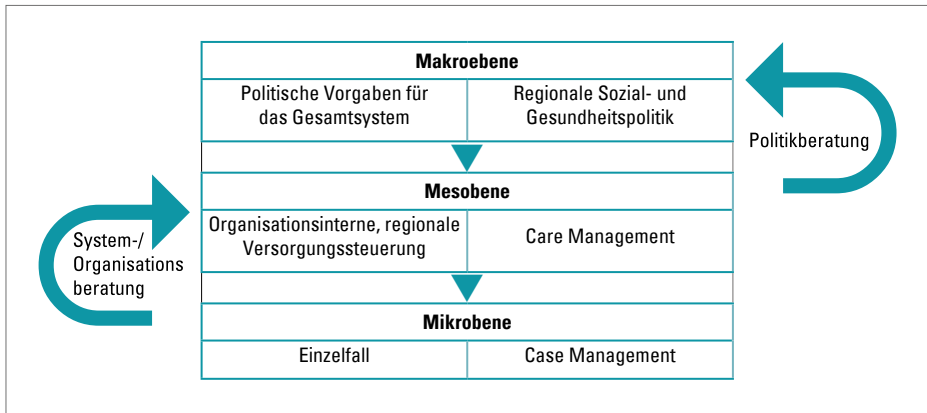 Makroebene
Politische Vorgaben für
das Gesamtsystem
Regionale Sozial- und
Gesundheitspolitik
Politikberatung
Mesobene
Organisationsinterne, regionale
Versorgungssteuerung
Care Management
System-/
Organisations
beratung
Mikrobene
Einzelfall
Case Management